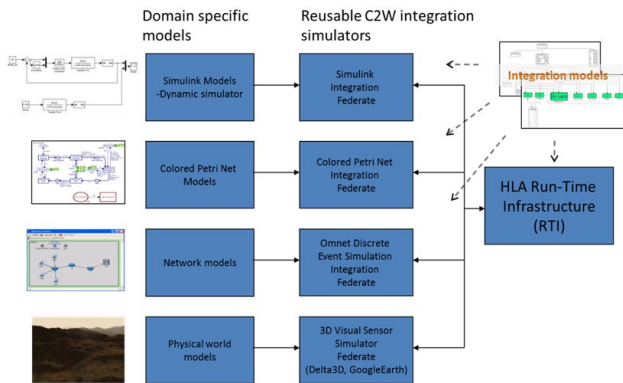 Domain specific
models
Reusable C2W integration
simulators
Simulink Models
-Dynamic simulator
Simulink
Integration
Federate
Integration models
Colored Petri Net
Models
Colored Petri Net
Integration
Federate
HLA Run-Time
Infrastructure
(RTI)
Network models
Omnet Discrete
Event Simulation
Integration
Federate
Physical world
models
3D Visual Sensor
Simulator
Federate
(Delta3D, GoogleEarth)